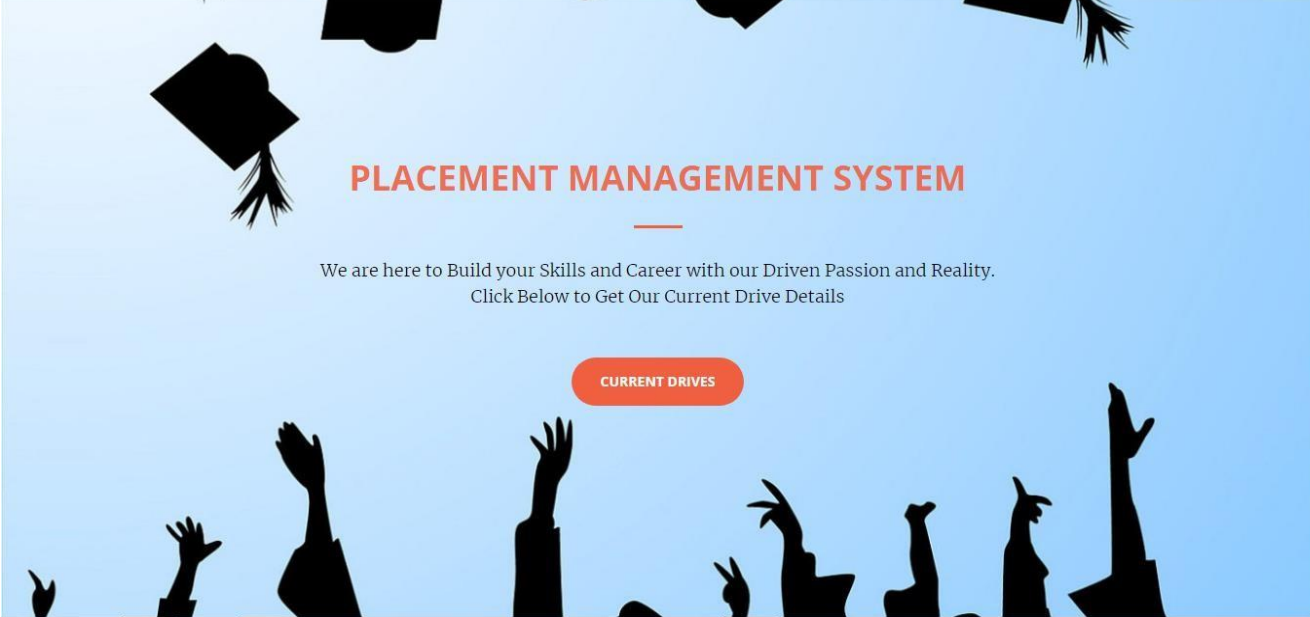 PLACEMENT MANAGEMENT SYSTEM
We are here to Build your Skills and Career with our Driven Passion and Reality.
Click Below to Get Our Current Drive Details
CURRENT DRIVES